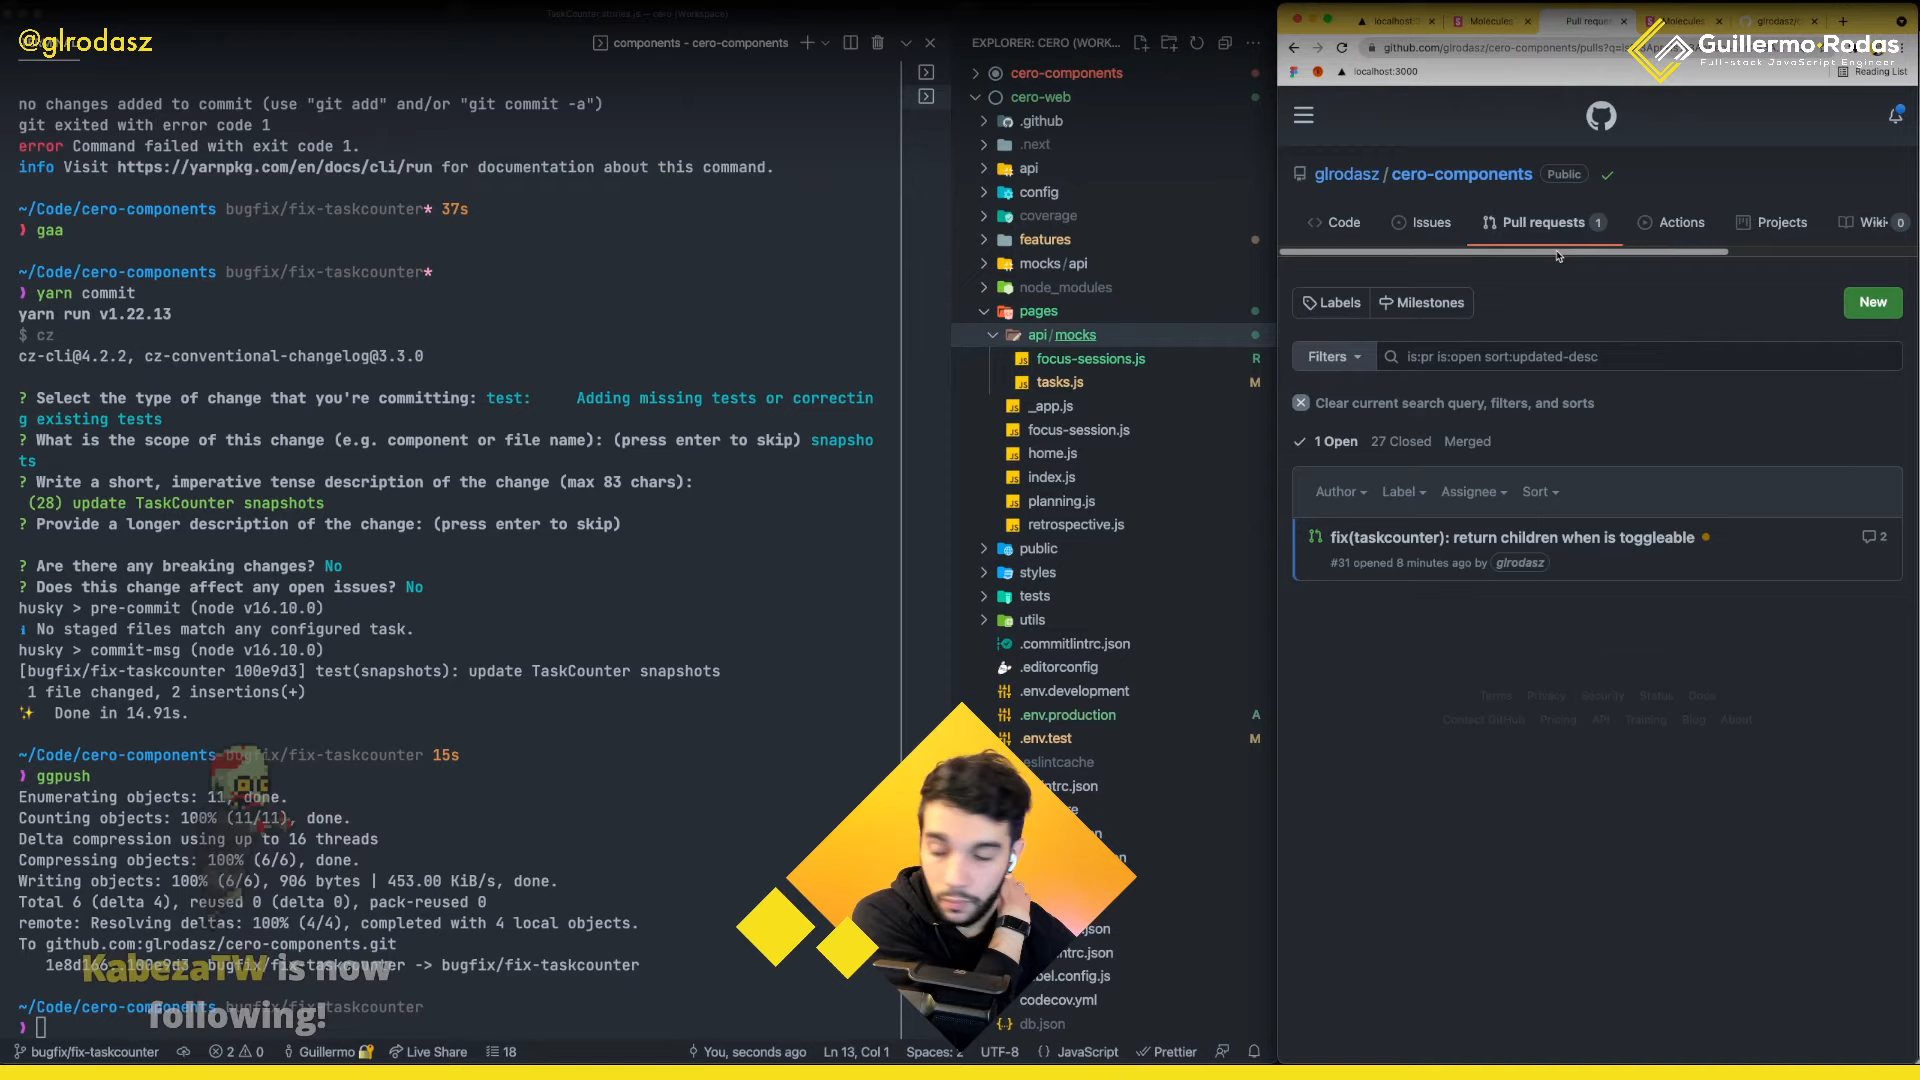 @glrodasz
TaskCounter.stories.js — cero (Workspace)
components - cero-components
no changes added to commit (use "git add" and/or "git commit -a")
git exited with error code 1
error Command failed with exit code 1.
info Visit https://yarnpkg.com/en/docs/cli/run for documentation about this command.
~/Code/cero-components bugfix/fix-taskcounter* 37s
❱ gaa
~/Code/cero-components bugfix/fix-taskcounter*
❱ yarn commit
yarn run v1.22.13
$ cz
cz-cli@4.2.2, cz-conventional-changelog@3.3.0
? Select the type of change that you're committing: test:     Adding missing tests or correctin
g existing tests
? What is the scope of this change (e.g. component or file name): (press enter to skip) snapsho
ts
? Write a short, imperative tense description of the change (max 83 chars):
(28) update TaskCounter snapshots
? Provide a longer description of the change: (press enter to skip)
? Are there any breaking changes? No
? Does this change affect any open issues? No
husky > pre-commit (node v16.10.0)
ℹ No staged files match any configured task.
husky > commit-msg (node v16.10.0)
[bugfix/fix-taskcounter 100e9d3] test(snapshots): update TaskCounter snapshots
1 file changed, 2 insertions(+)
✨  Done in 14.91s.
~/Code/cero-components bugfix/fix-taskcounter 15s
❱ ggpush
Enumerating objects: 11, done.
Counting objects: 100% (11/11), done.
Delta compression using up to 16 threads
Compressing objects: 100% (6/6), done.
Writing objects: 100% (6/6), 906 bytes | 453.00 KiB/s, done.
Total 6 (delta 4), reused 0 (delta 0), pack-reused 0
remote: Resolving deltas: 100% (4/4), completed with 4 local objects.
To github.com:glrodasz/cero-components.git
1e8d166..100e9d3  bugfix/fix-taskcounter -> bugfix/fix-taskcounter
KabezaTW is now
following!
~/Code/cero-components bugfix/fix-taskcounter
❱
bugfix/fix-taskcounter
2 0
Guillermo
Live Share
18
You, seconds ago
Ln 13, Col 1
Spaces: 2
UTF-8
{ } JavaScript
Prettier
EXPLORER: CERO (WORK...
cero-components
cero-web
.github
.next
api
config
coverage
features
mocks/api
node_modules
pages
api/mocks
focus-sessions.js R
tasks.js M
_app.js
focus-session.js
home.js
index.js
planning.js
retrospective.js
public
styles
tests
utils
.commitlintrc.json
.editorconfig
.env.development
.env.production A
.env.test M
eslintcache
ntrc.json
.json
ntrc.json
bel.config.js
codecov.yml
db.json
localhost:
Molecules
Pull reques
Molecules
glrodasz/c
github.com/glrodasz/cero-components/pulls?q=is
localhost:3000
Reading List
Guillermo Rodas
Full-stack JavaScript Engineer
glrodasz / cero-components Public
Code
Issues
Pull requests 1
Actions
Projects
Wiki 0
Labels
Milestones
New
Filters
is:pr is:open sort:updated-desc
Clear current search query, filters, and sorts
1 Open 27 Closed Merged
Author Label Assignee Sort
fix(taskcounter): return children when is toggleable
2
#31 opened 8 minutes ago by glrodasz
Terms Privacy Security Status Docs
Contact GitHub Pricing API Training Blog About